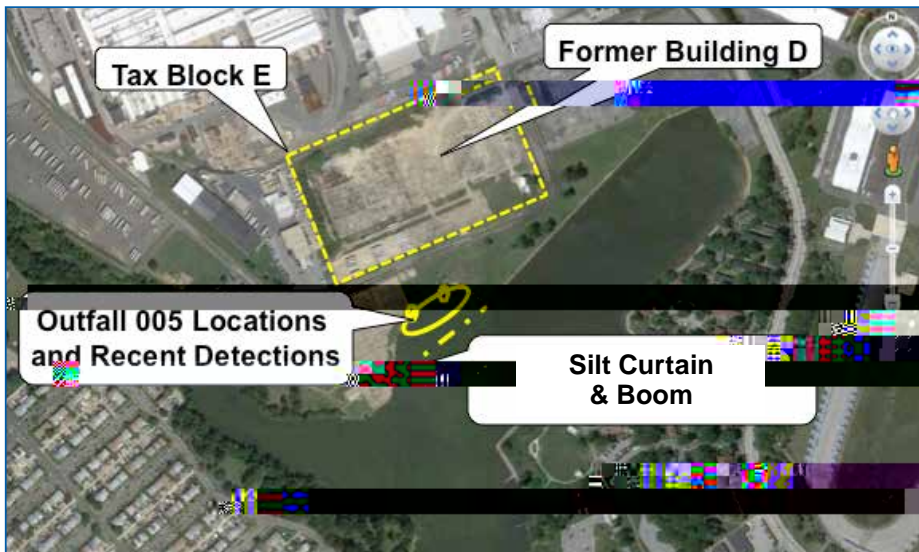 Tax Block E
Former Building D
Outfall 005 Locations
and Recent Detections
Silt Curtain
& Boom
N